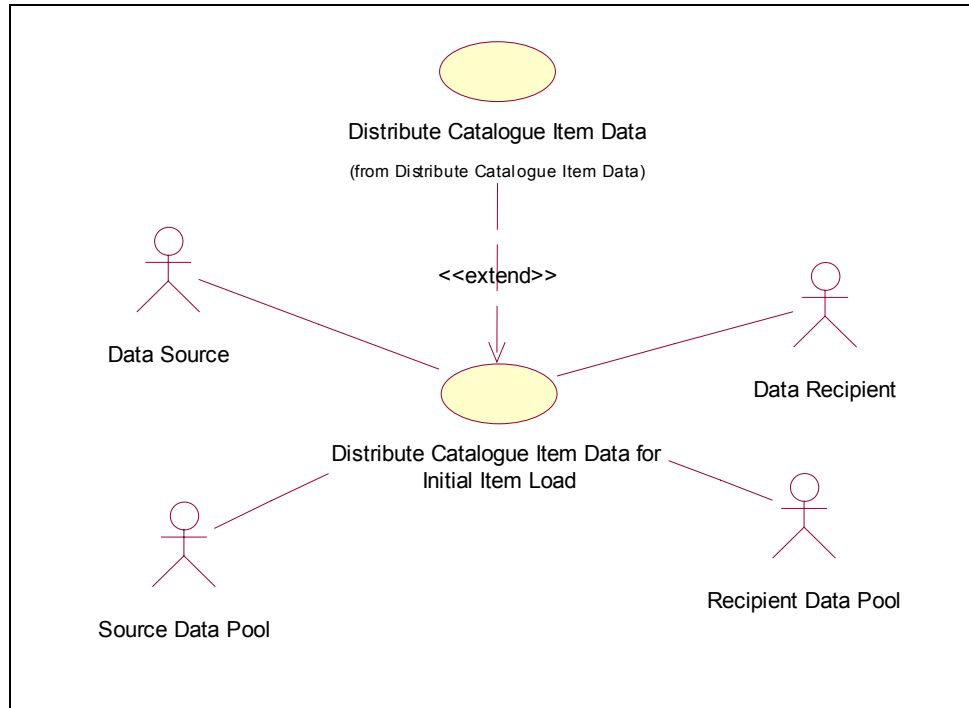 Distribute Catalogue Item Data
(from Distribute Catalogue Item Data)
<<extend>>
Data Source
Data Recipient
Distribute Catalogue Item Data for
Initial Item Load
Source Data Pool
Recipient Data Pool